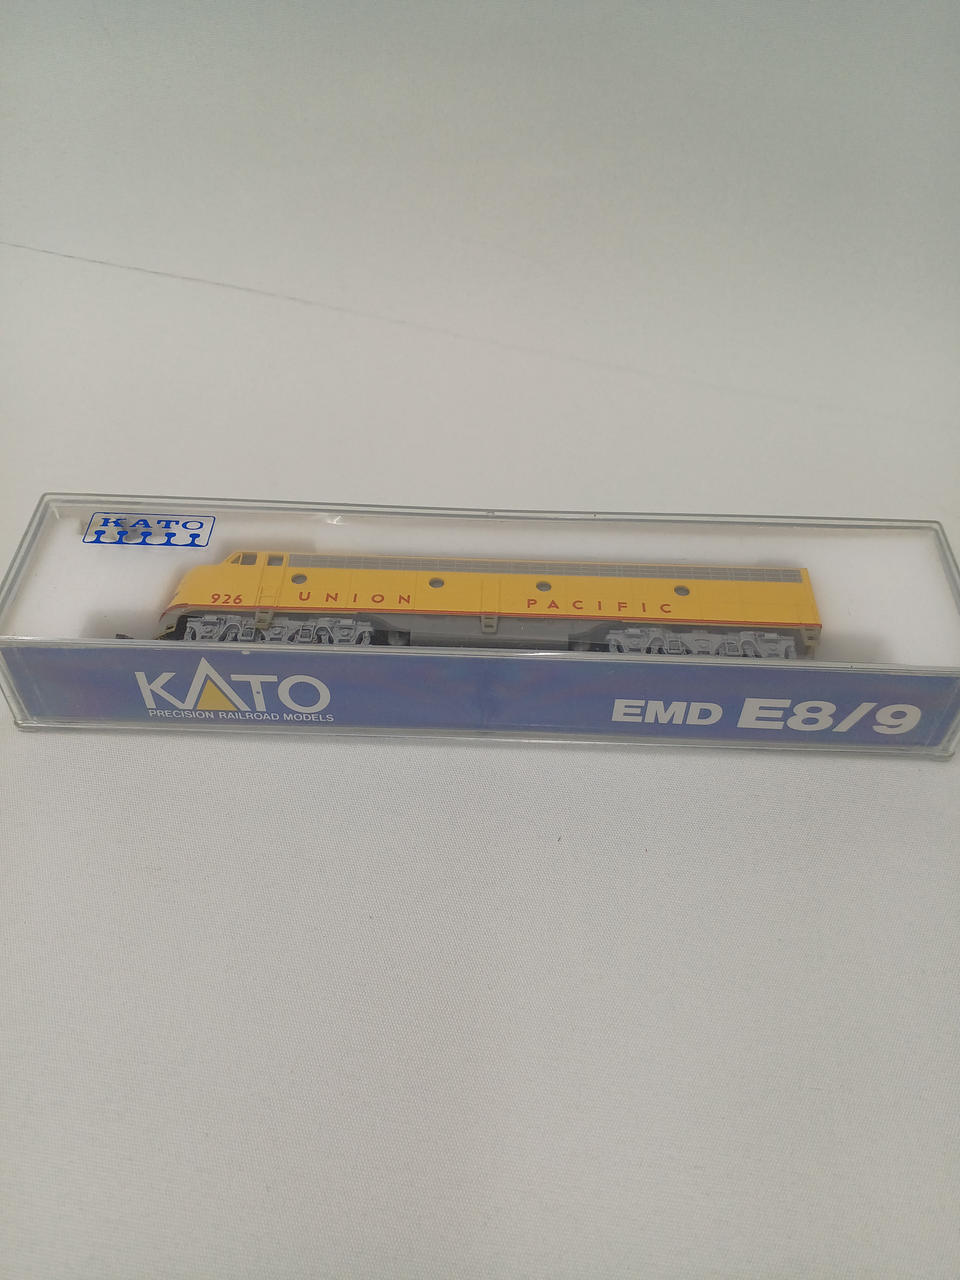 KATO
926 UNION PACIFIC
KATO
PRECISION RAILROAD MODELS
EMD E8/9